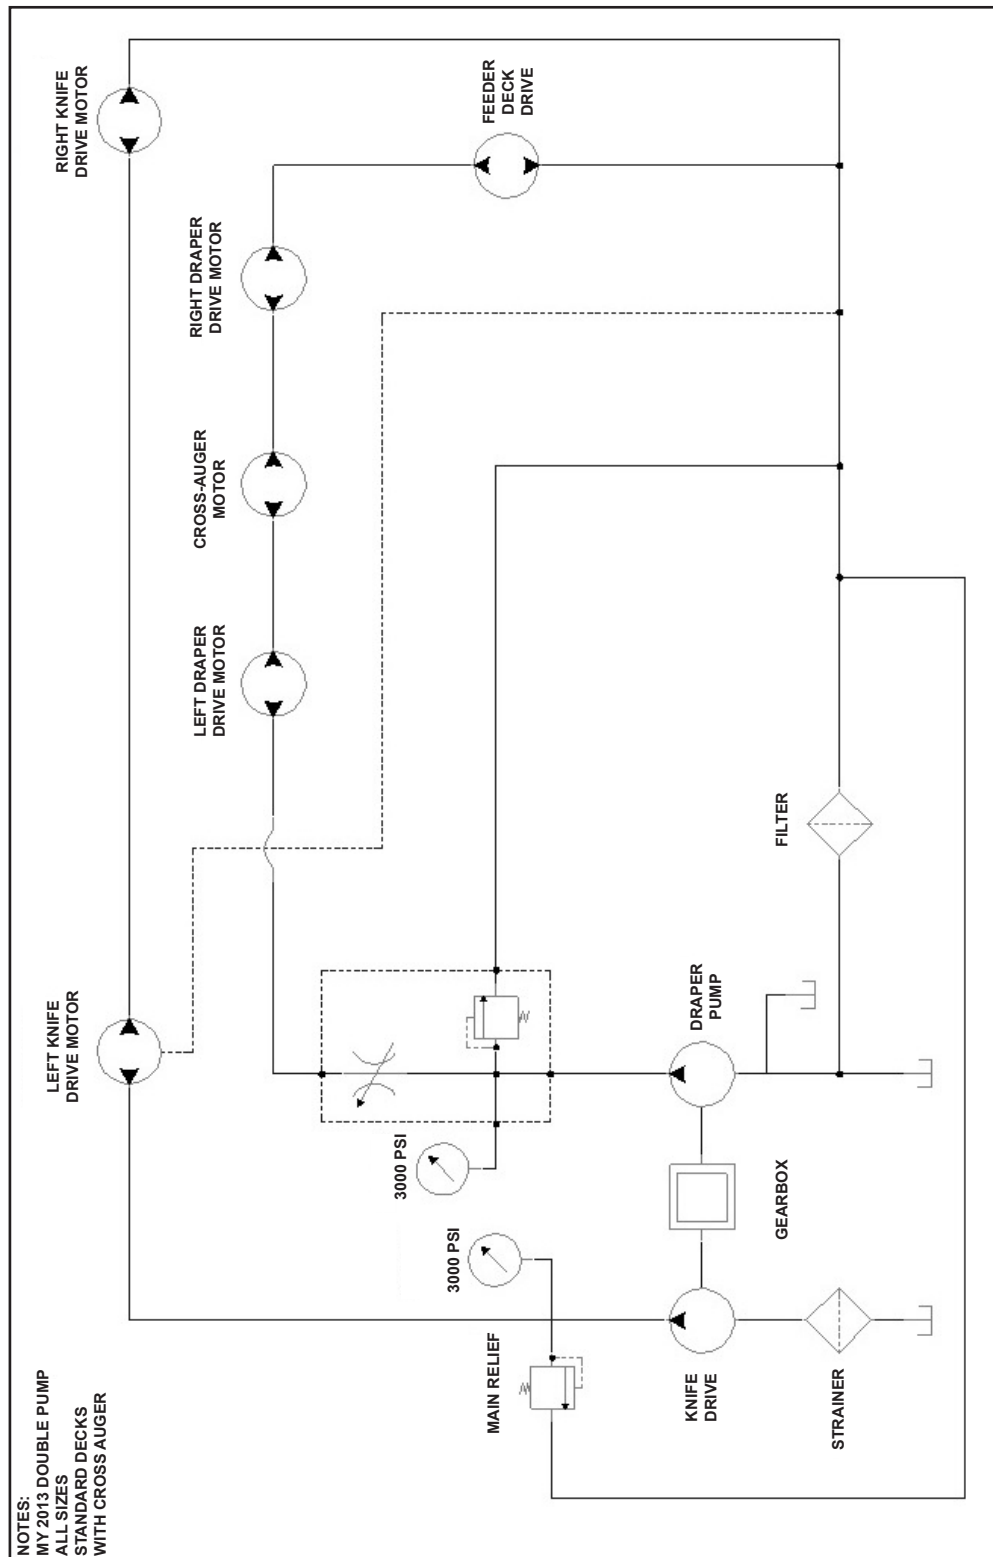 NOTES:
MY 2013 DOUBLE PUMP
ALL SIZES
STANDARD DECKS
WITH CROSS AUGER
LEFT KNIFE
DRIVE MOTOR
RIGHT KNIFE
DRIVE MOTOR
LEFT DRAPER
DRIVE MOTOR
CROSS-AUGER
MOTOR
RIGHT DRAPER
DRIVE MOTOR
FEEDER
DECK
DRIVE
3000 PSI
3000 PSI
MAIN RELIEF
KNIFE
DRIVE
GEARBOX
DRAPER
PUMP
STRAINER
FILTER